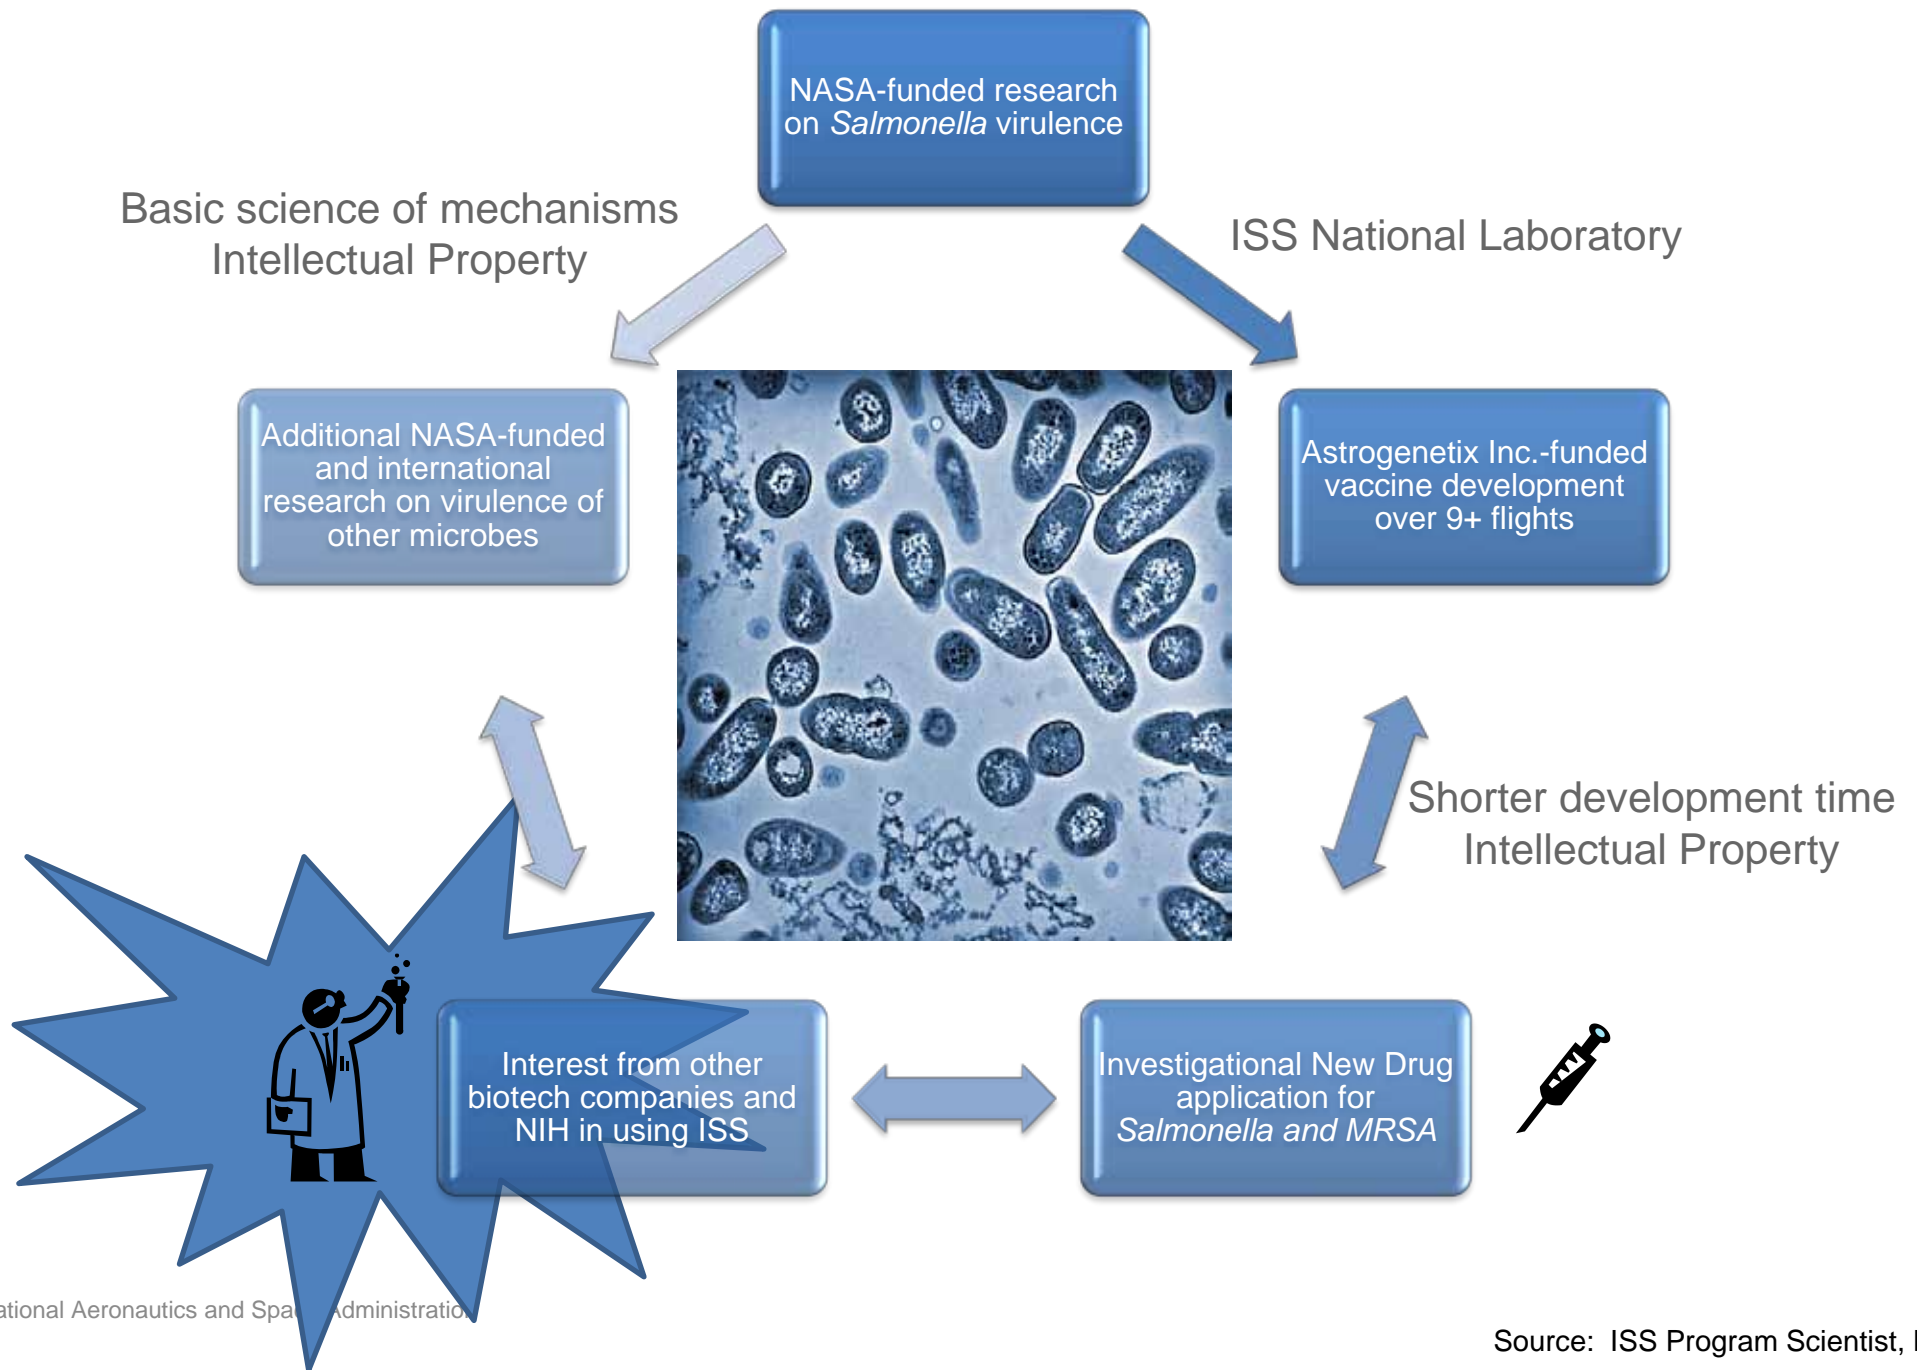 NASA-funded research
on Salmonella virulence
Basic science of mechanisms
Intellectual Property
ISS National Laboratory
Additional NASA-funded
and international
research on virulence of
other microbes
Astrogenetix Inc.-funded
vaccine development
over 9+ flights
Shorter development time
Intellectual Property
Interest from other
biotech companies and
NIH in using ISS
Investigational New Drug
application for
Salmonella and MRSA
Aeronautics and Space Administration
Source: ISS Program Scientist,